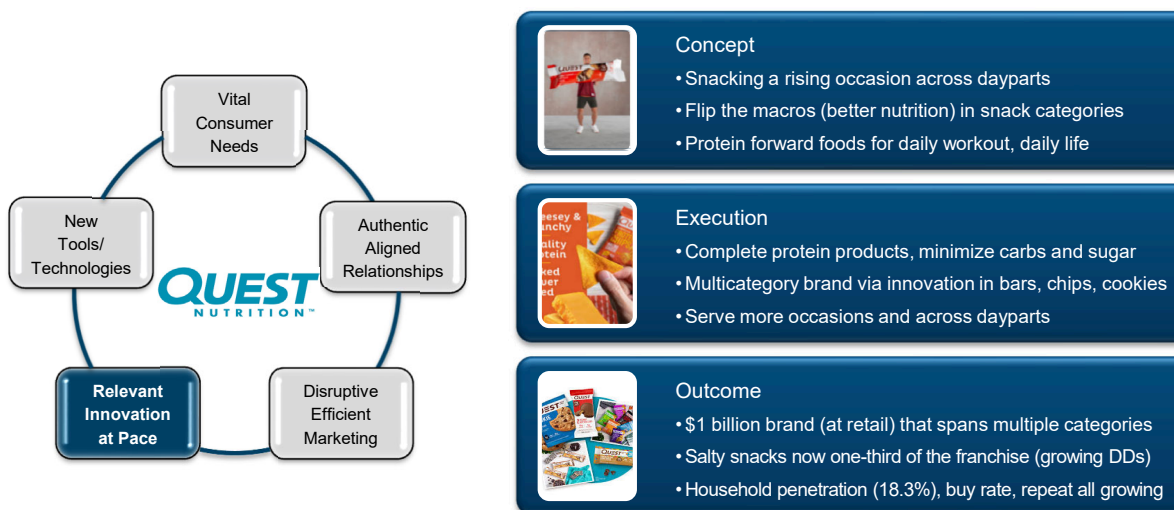 Vital
Consumer
Needs
New
Tools/
Technologies
Authentic
Aligned
Relationships
QUEST
NUTRITION™
Relevant
Innovation
at Pace
Disruptive
Efficient
Marketing
QUEST
Concept
• Snacking a rising occasion across dayparts
• Flip the macros (better nutrition) in snack categories
• Protein forward foods for daily workout, daily life
Execution
• Complete protein products, minimize carbs and sugar
• Multicategory brand via innovation in bars, chips, cookies
• Serve more occasions and across dayparts
Outcome
• $1 billion brand (at retail) that spans multiple categories
• Salty snacks now one-third of the franchise (growing DDs)
• Household penetration (18.3%), buy rate, repeat all growing